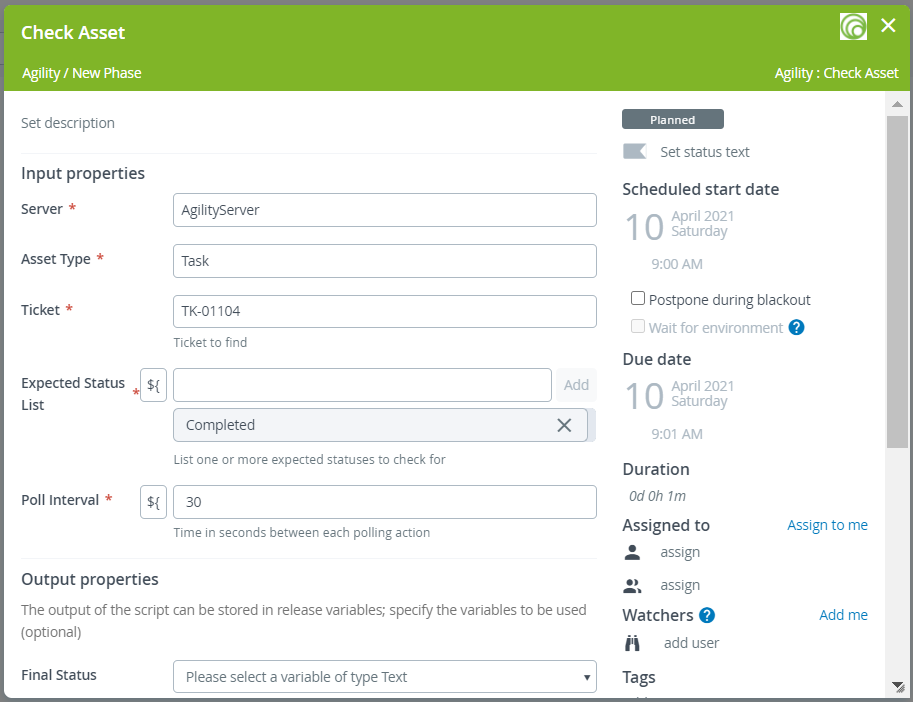 Check Asset
Agility / New Phase
Agility : Check Asset
Set description
Input properties
Server *
AgilityServer
Asset Type *
Task
Ticket *
TK-01104
Ticket to find
Expected Status
List
*
${
Add
Completed
List one or more expected statuses to check for
Poll Interval *
${
30
Time in seconds between each polling action
Output properties
The output of the script can be stored in release variables; specify the variables to be used
(optional)
Final Status
Please select a variable of type Text
Planned
Set status text
Scheduled start date
10
April 2021
Saturday
9:00 AM
Postpone during blackout
Wait for environment ?
Due date
10
April 2021
Saturday
9:01 AM
Duration
0d 0h 1m
Assigned to
Assign to me
assign
assign
Watchers ?
Add me
add user
Tags